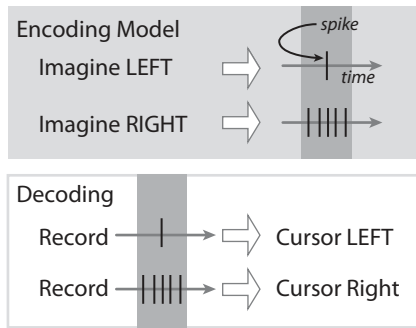 Encoding Model
spike
Imagine LEFT
time
Imagine RIGHT
Decoding
Record
Cursor LEFT
Record
Cursor Right